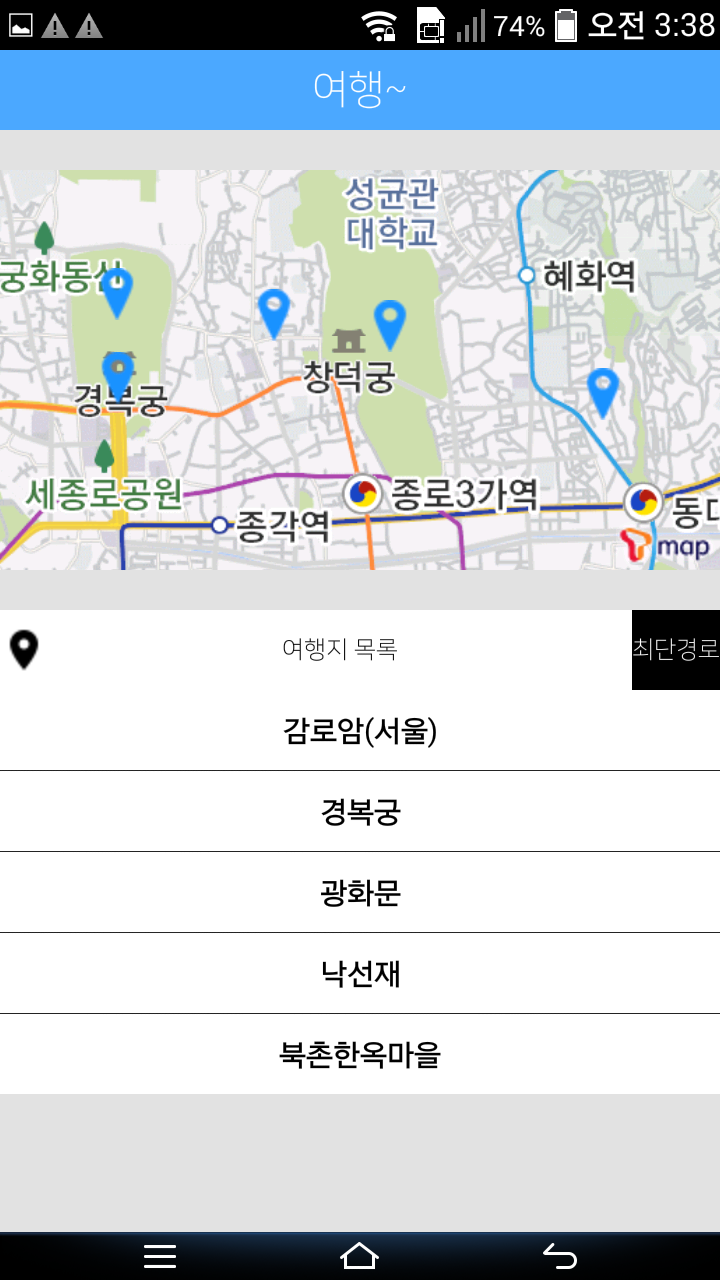 74% 오전 3:38
여행~
성균관
대학교
궁화동산
혜화역
창덕궁
경복궁
세종로공원
종로3가역
종각역
동대
map
여행지 목록
최단경로
감로암(서울)
경복궁
광화문
낙선재
북촌한옥마을